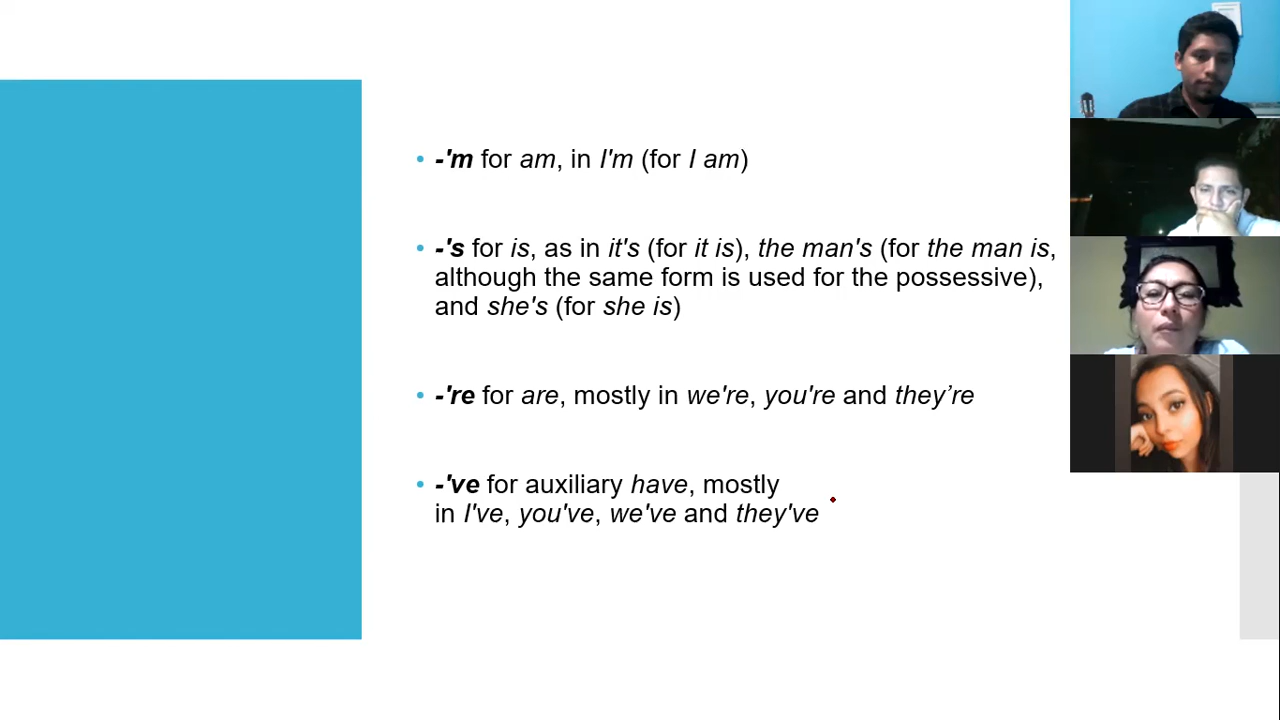 • -'m for am, in I'm (for I am)
• -'s for is, as in it's (for it is), the man's (for the man is,
although the same form is used for the possessive),
and she's (for she is)
• -'re for are, mostly in we're, you're and they’re
• -'ve for auxiliary have, mostly
in I've, you've, we've and they've